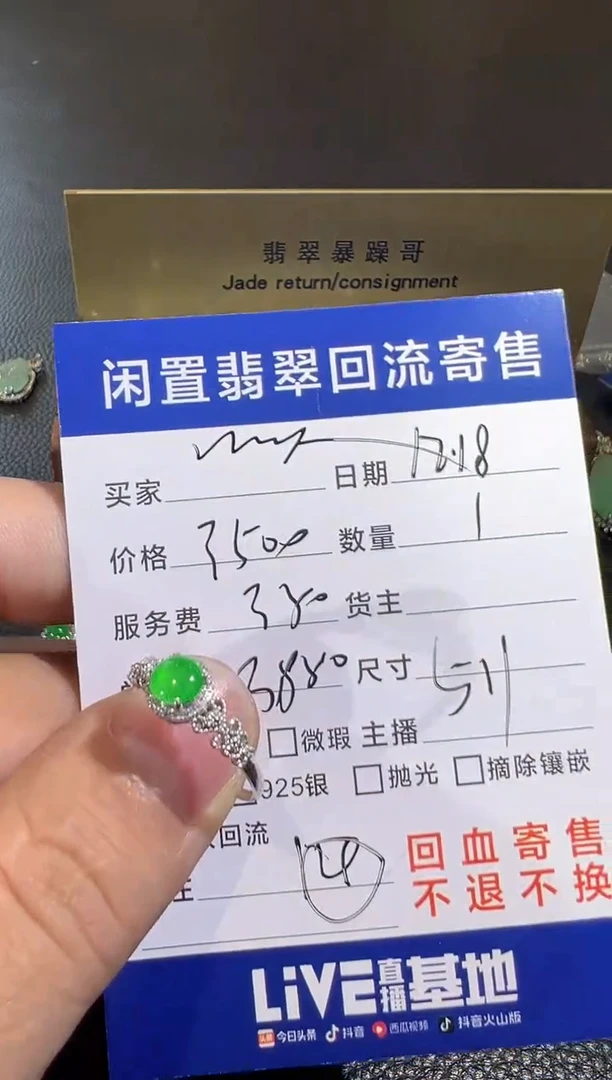 翡翠暴躁哥
Jade return/consignment
闲置翡翠回流寄售
买家 日期 12.18
价格 3500 数量 1
服务费 380 货主
3880 尺寸
微瑕 主播
925银 抛光 摘除镶嵌
回流
回血寄售
不退不换
LiVE直播基地
头条 今日头条 抖音 西瓜视频 抖音火山版